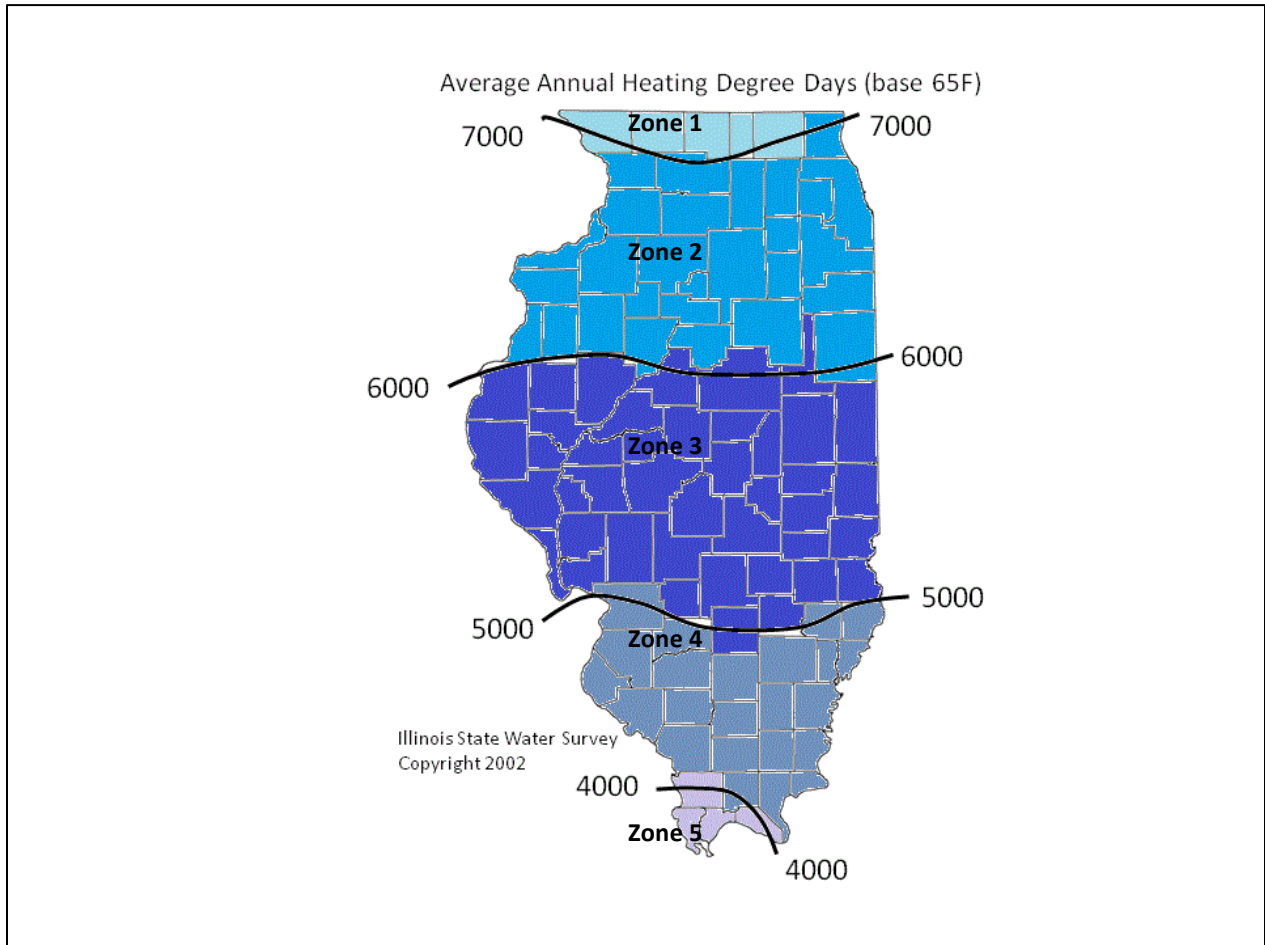 Average Annual Heating Degree Days (base 65F)
7000
Zone 1
7000
Zone 2
6000
6000
Zone 3
5000
5000
Zone 4
Illinois State Water Survey
Copyright 2002
4000
Zone 5
4000